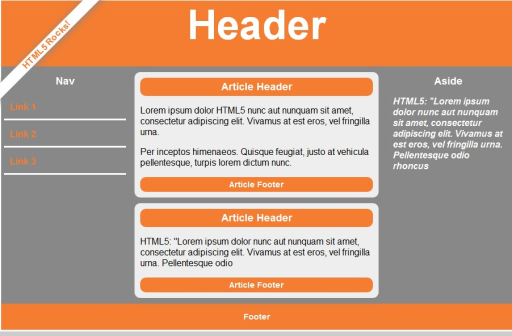 HTML5 Rocks!
Header
Nav
Link 1
Link 2
Link 3
Article Header
Lorem ipsum dolor HTML5 nunc aut nunquam sit amet,
consectetur adipiscing elit. Vivamus at est eros, vel fringilla
urna.
Per inceptos himenaeos. Quisque feugiat, justo at vehicula
pellentesque, turpis lorem dictum nunc.
Article Footer
Article Header
HTML5: "Lorem ipsum dolor nunc aut nunquam sit amet,
consectetur adipiscing elit. Vivamus at est eros, vel fringilla
urna. Pellentesque odio
Article Footer
Aside
HTML5: "Lorem ipsum
dolor nunc aut nunquam
sit amet, consectetur
adipiscing elit. Vivamus at
est eros, vel fringilla urna.
Pellentesque odio
rhoncus
Footer